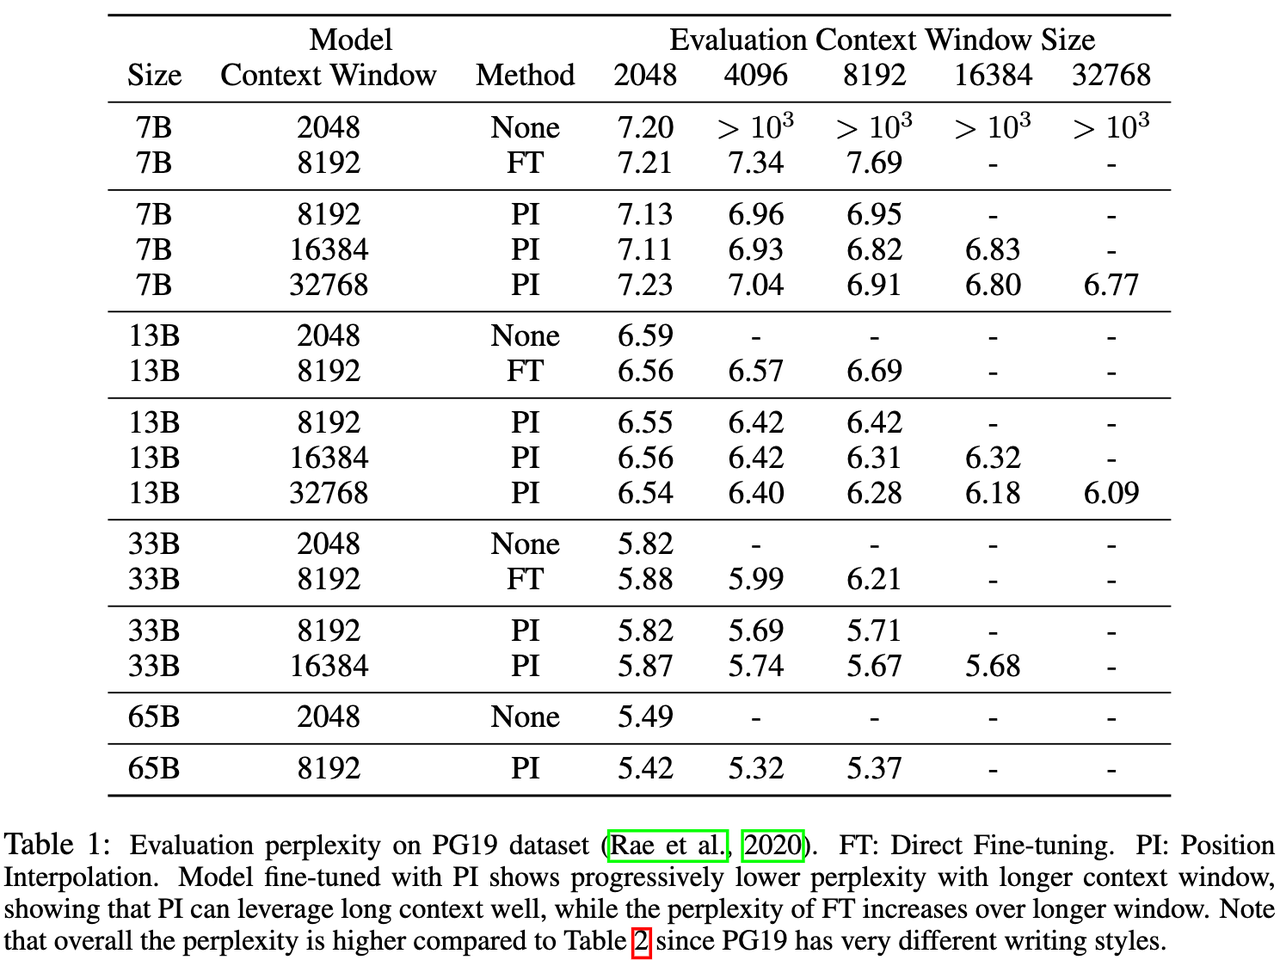 Model Evaluation Context Window Size
Size Context Window Method 2048 4096 8192 16384 32768
7B 2048 None 7.20 > 10³ > 10³ > 10³ > 10³
7B 8192 FT 7.21 7.34 7.69 - -
7B 8192 PI 7.13 6.96 6.95 - -
7B 16384 PI 7.11 6.93 6.82 6.83 -
7B 32768 PI 7.23 7.04 6.91 6.80 6.77
13B 2048 None 6.59 - - - -
13B 8192 FT 6.56 6.57 6.69 - -
13B 8192 PI 6.55 6.42 6.42 - -
13B 16384 PI 6.56 6.42 6.31 6.32 -
13B 32768 PI 6.54 6.40 6.28 6.18 6.09
33B 2048 None 5.82 - - - -
33B 8192 FT 5.88 5.99 6.21 - -
33B 8192 PI 5.82 5.69 5.71 - -
33B 16384 PI 5.87 5.74 5.67 5.68 -
65B 2048 None 5.49 - - - -
65B 8192 PI 5.42 5.32 5.37 - -
Table 1: Evaluation perplexity on PG19 dataset (Rae et al., 2020). FT: Direct Fine-tuning. PI: Position
Interpolation. Model fine-tuned with PI shows progressively lower perplexity with longer context window,
showing that PI can leverage long context well, while the perplexity of FT increases over longer window. Note
that overall the perplexity is higher compared to Table 2 since PG19 has very different writing styles.